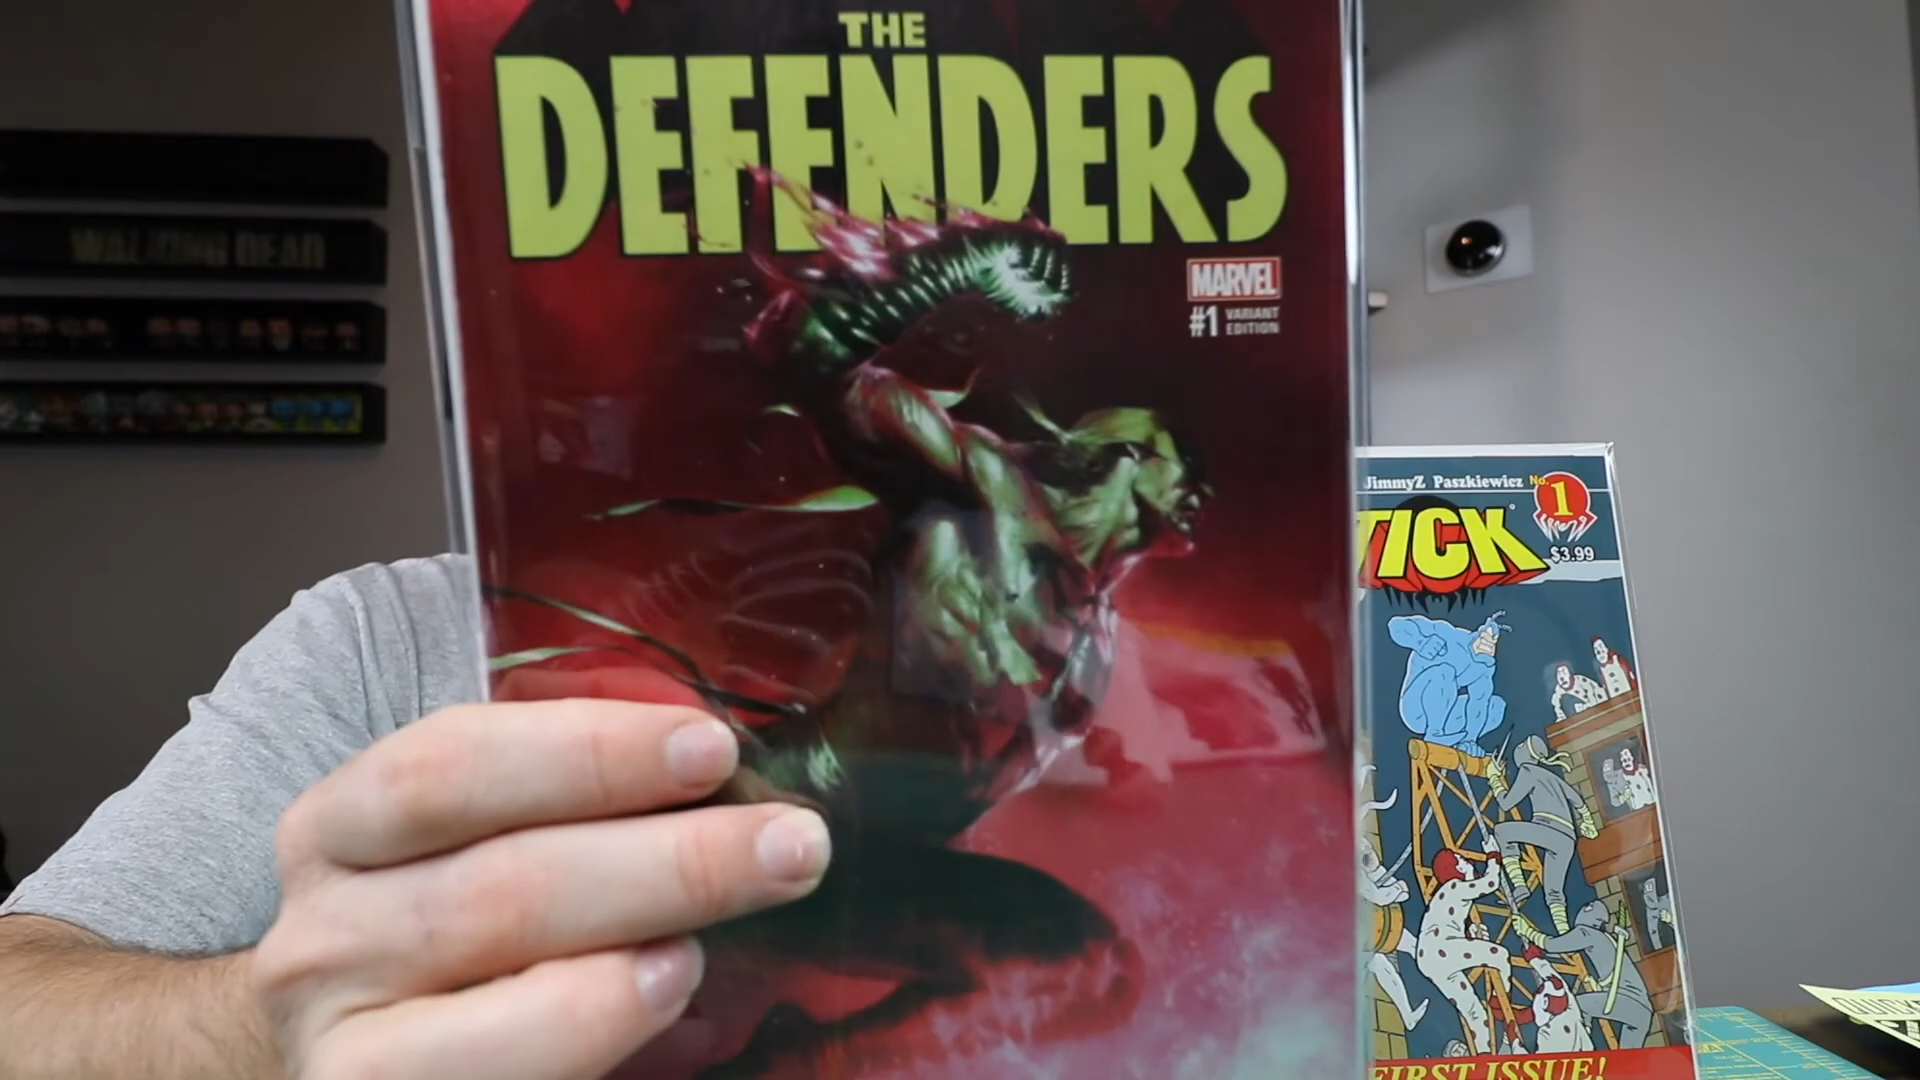 THE
DEFENDERS
MARVEL
#1 VARIANT
EDITION
WALKING DEAD
JimmyZ Paszkiewicz No. 1
TICK
$3.99
FIRST ISSUE!